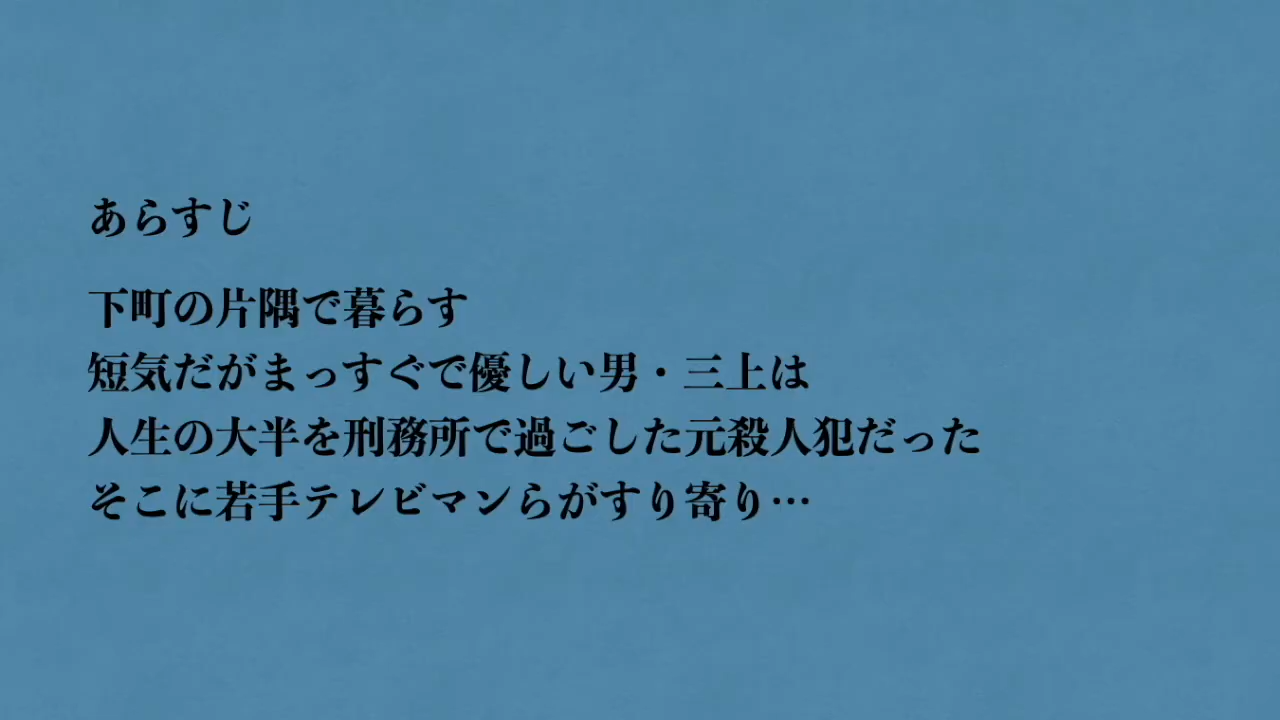 あらすじ
下町の片隅で暮らす
短気だがまっすぐで優しい男・三上は
人生の大半を刑務所で過ごした元殺人犯だった
そこに若手テレビマンらがすり寄り…